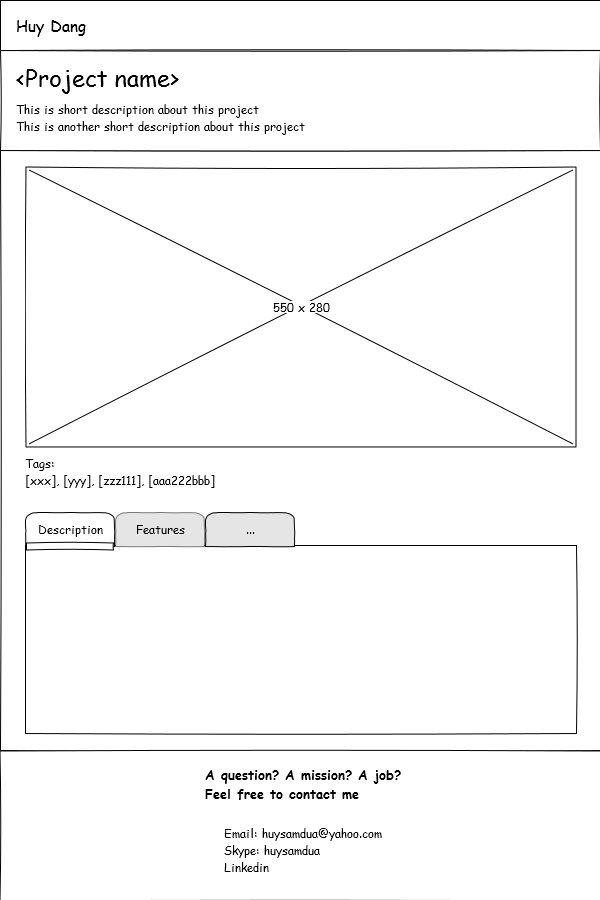 Huy Dang
<Project name>
This is short description about this project
This is another short description about this project
550 x 280
Tags:
[xxx], [yyy], [zzz111], [aaa222bbb]
Description Features ...
A question? A mission? A job?
Feel free to contact me
Email: huysamdua@yahoo.com
Skype: huysamdua
Linkedin